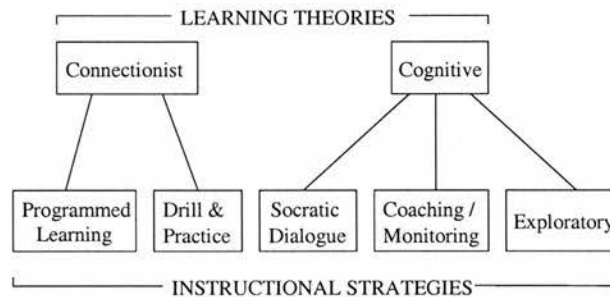 LEARNING THEORIES
Connectionist
Cognitive
Programmed
Learning
Drill &
Practice
Socratic
Dialogue
Coaching /
Monitoring
Exploratory
INSTRUCTIONAL STRATEGIES